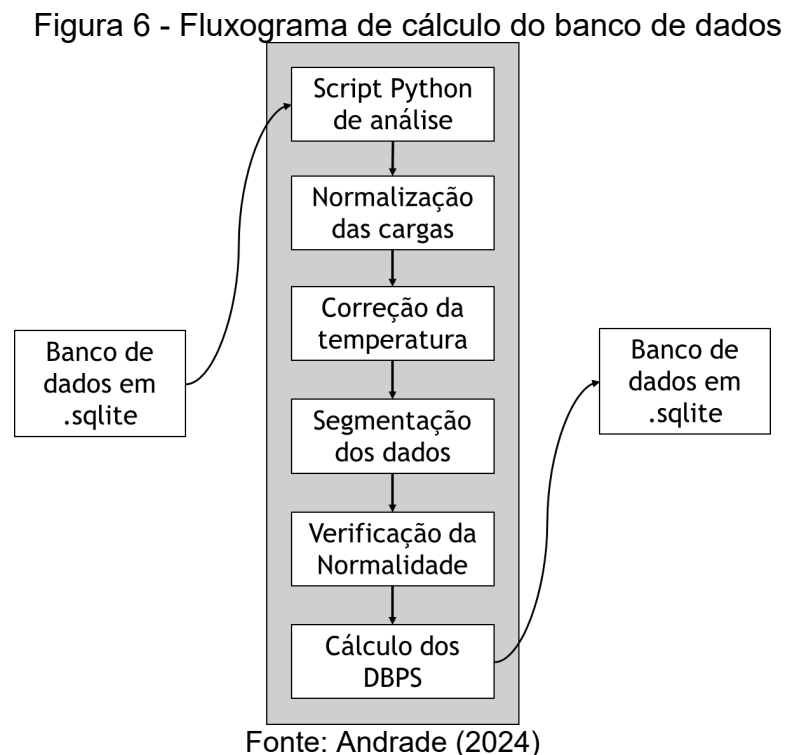 Figura 6 - Fluxograma de cálculo do banco de dados
Script Python
de análise
Normalização
das cargas
Correção da
temperatura
Banco de
dados em
.sqlite
Banco de
dados em
.sqlite
Segmentação
dos dados
Verificação da
Normalidade
Cálculo dos
DBPS
Fonte: Andrade (2024)